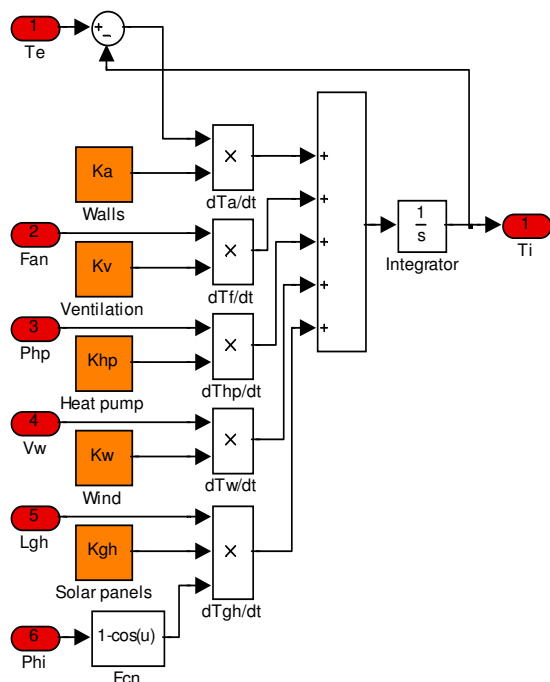 1
Te
+
−
Ka
Walls
×
dTa/dt
2
Fan
Kv
Ventilation
×
dTf/dt
3
Php
Khp
Heat pump
×
dThp/dt
4
Vw
Kw
Wind
×
dTw/dt
5
Lgh
Kgh
Solar panels
×
dTgh/dt
6
Phi
1-cos(u)
Fcn
+
+
+
+
+
1
s
Integrator
1
Ti